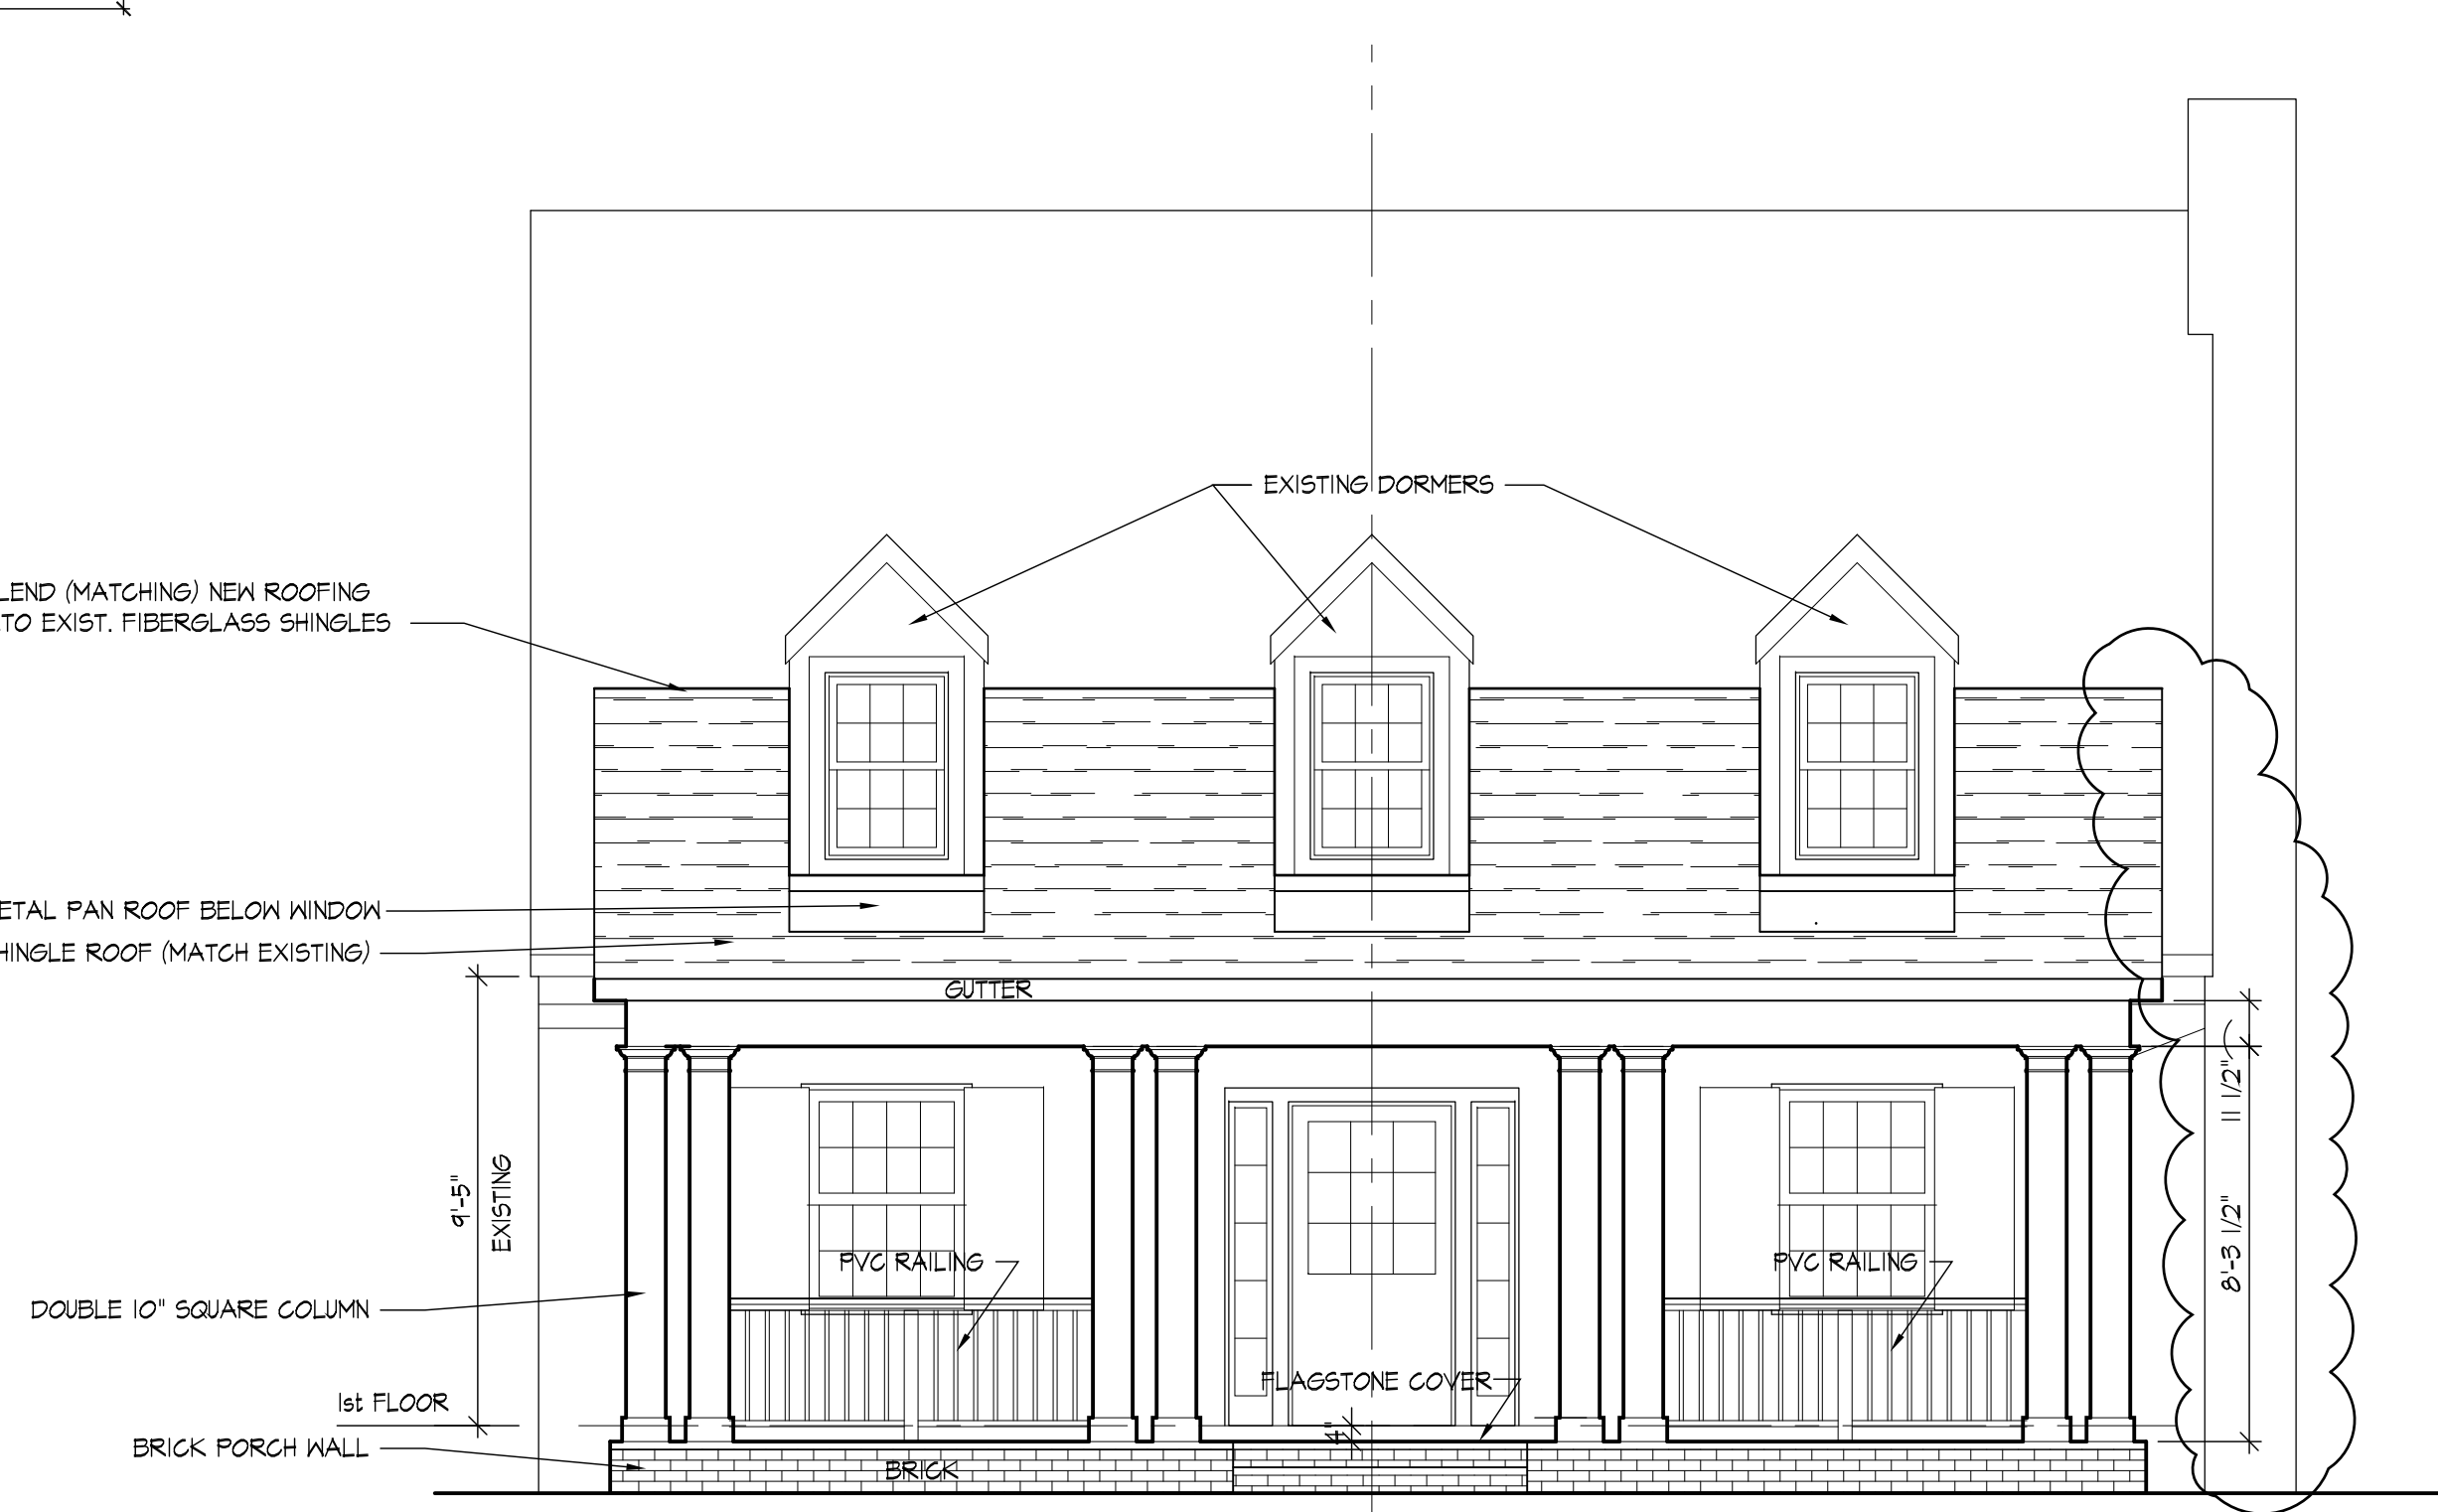 EXISTING DORMERS
LEND (MATCHING) NEW ROOFING
TO EXIST. FIBERGLASS SHINGLES
ETAL PAN ROOF BELOW WINDOW
HINGLE ROOF (MATCH EXISTING)
GUTTER
11 1/2"
9'-5"
EXISTING
8'-3 1/2"
PVC RAILING
PVC RAILING
DOUBLE 10" SQUARE COLUMN
FLAGSTONE COVER
1st FLOOR
4"
BRICK PORCH WALL
BRICK